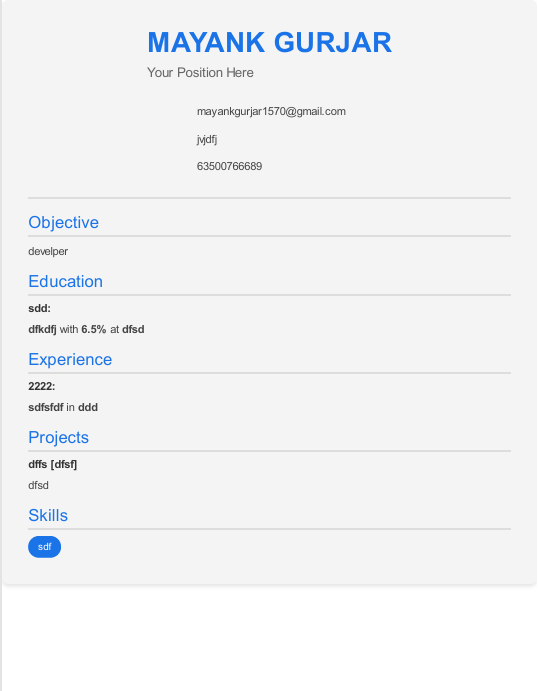 MAYANK GURJAR
Your Position Here
mayankgurjar1570@gmail.com
jvjdfj
63500766689
Objective
develper
Education
sdd:
dfkdfj with 6.5% at dfsd
Experience
2222:
sdfsfdf in ddd
Projects
dffs [dfsf]
dfsd
Skills
sdf